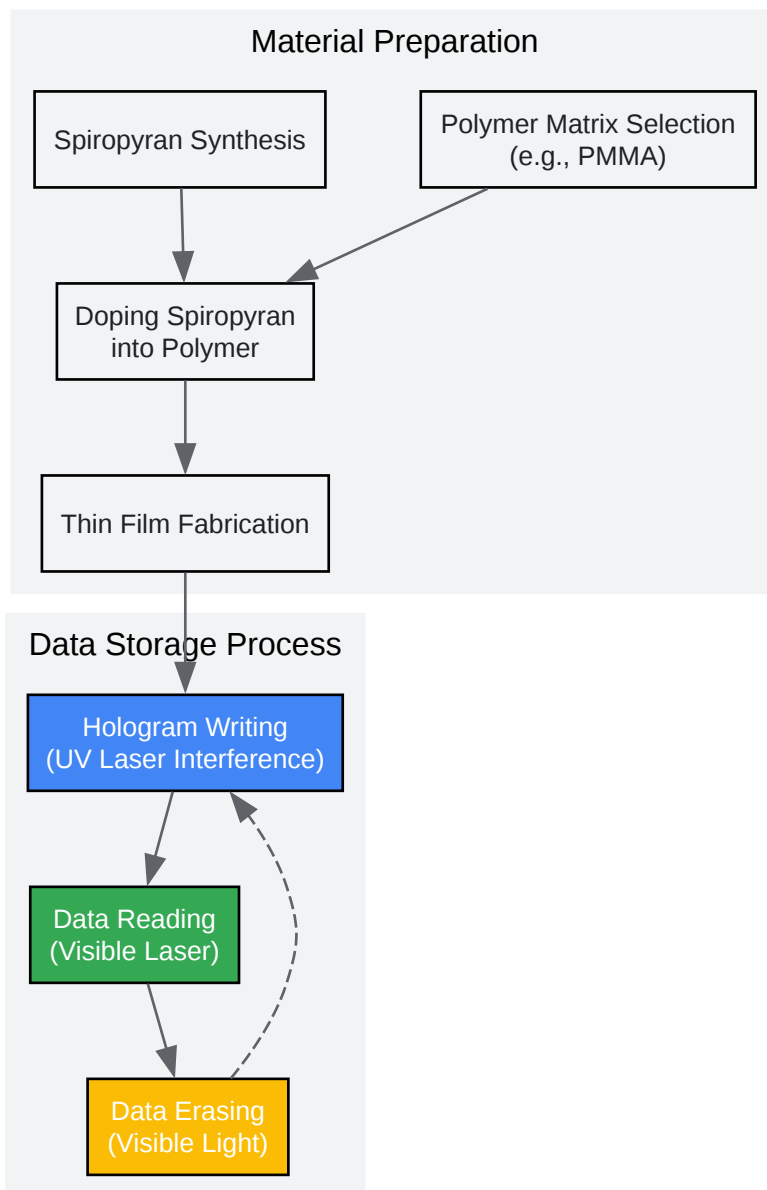 Material Preparation
Spiropyran Synthesis
Polymer Matrix Selection
(e.g., PMMA)
Doping Spiropyran
into Polymer
Thin Film Fabrication
Data Storage Process
Hologram Writing
(UV Laser Interference)
Data Reading
(Visible Laser)
Data Erasing
(Visible Light)